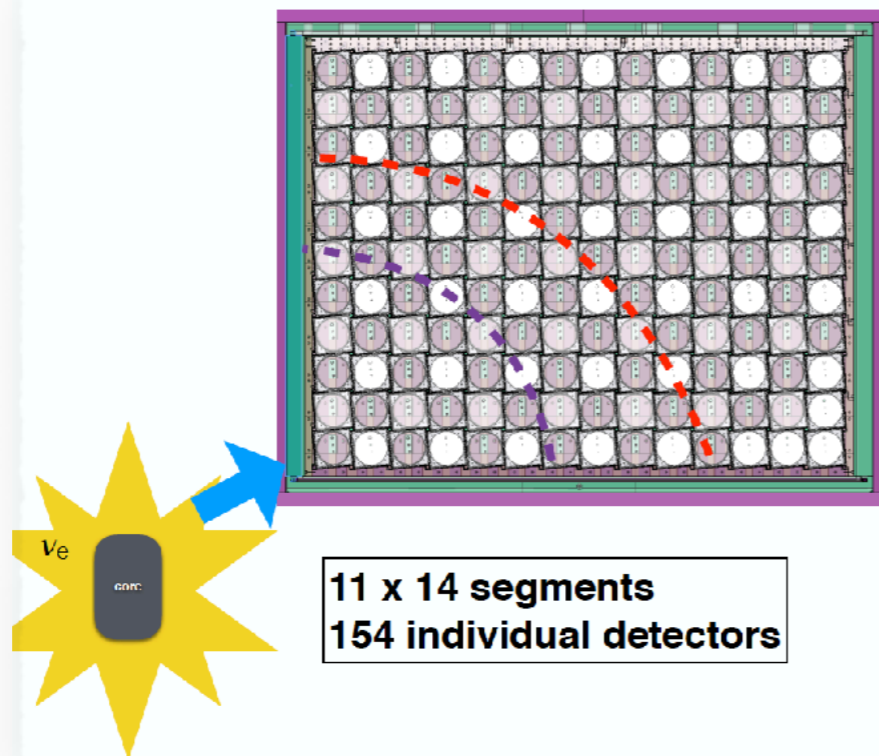 νe
core
11 x 14 segments
154 individual detectors